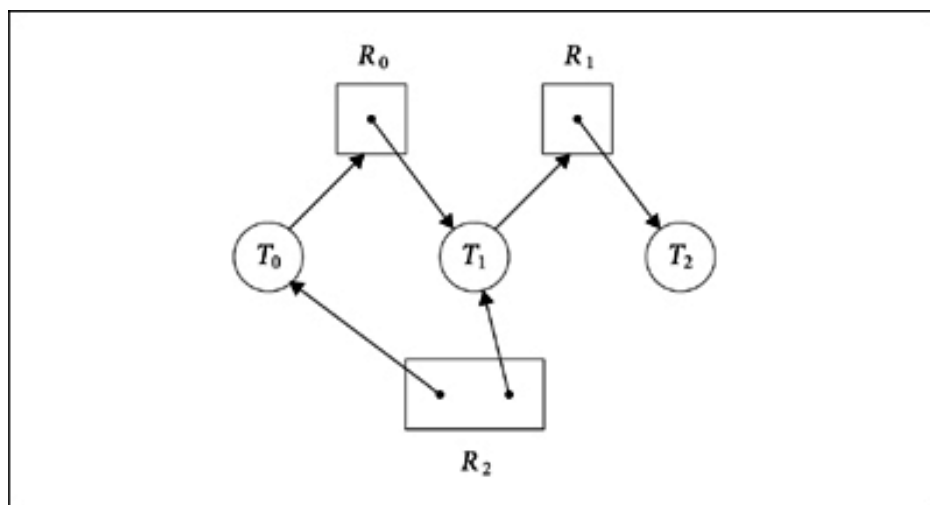 R₀ R₁
T₀ T₁ T₂
R₂